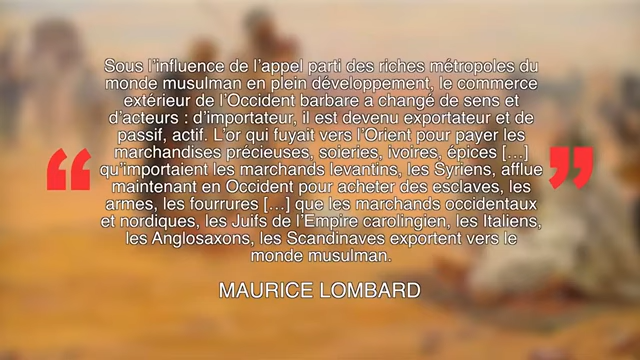 Sous l'influence de l'appel parti des riches métropoles du
monde musulman en plein développement, le commerce
extérieur de l'Occident barbare a changé de sens et
d'acteurs : d'importateur, il est devenu exportateur et de
passif, actif. L'or qui fuyait vers l'Orient pour payer les
marchandises précieuses, soieries, ivoires, épices [...]
qu'importaient les marchands levantins, les Syriens, afflue
maintenant en Occident pour acheter des esclaves, les
armes, les fourrures [...] que les marchands occidentaux
et nordiques, les Juifs de l'Empire carolingien, les Italiens,
les Anglosaxons, les Scandinaves exportent vers le
monde musulman.
MAURICE LOMBARD